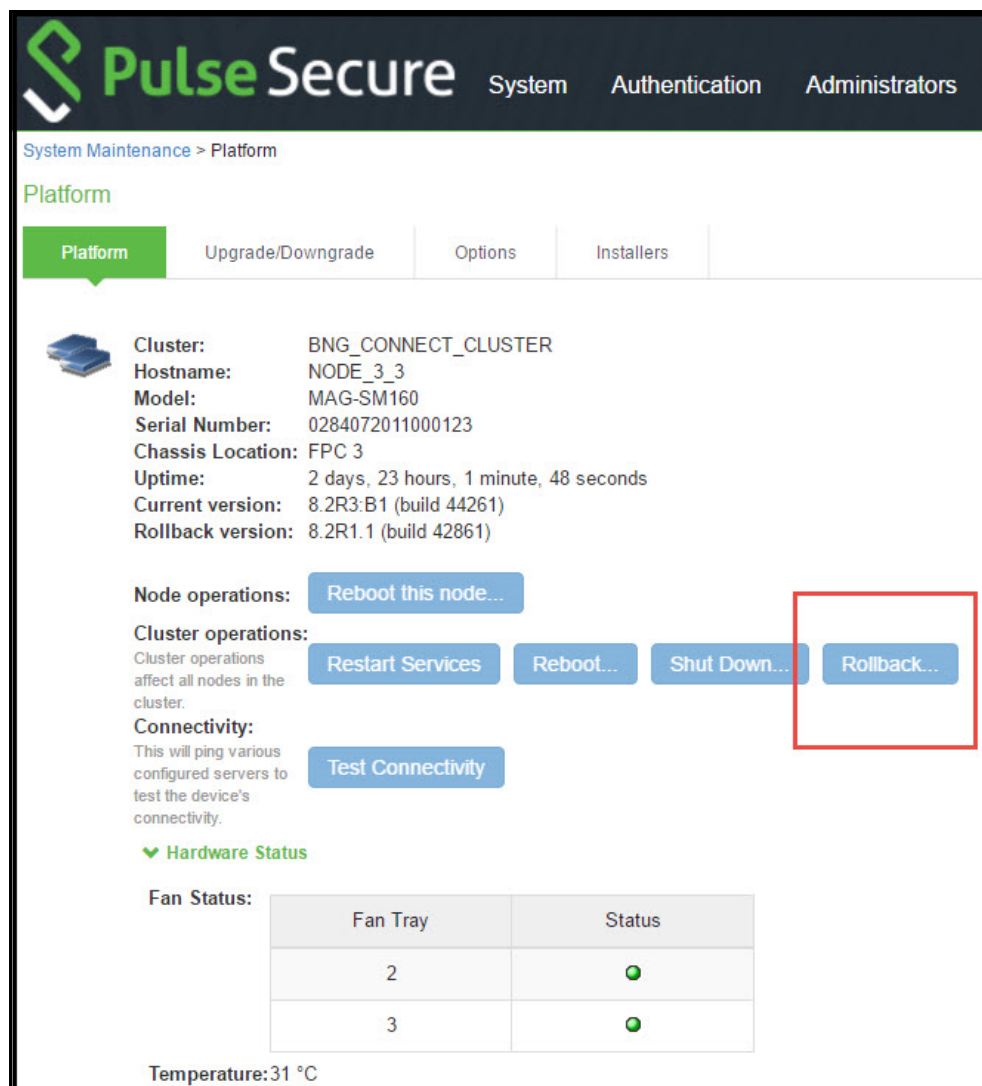 Pulse Secure System Authentication Administrators
System Maintenance > Platform
Platform
Platform Upgrade/Downgrade Options Installers
Cluster: BNG_CONNECT_CLUSTER
Hostname: NODE_3_3
Model: MAG-SM160
Serial Number: 0284072011000123
Chassis Location: FPC 3
Uptime: 2 days, 23 hours, 1 minute, 48 seconds
Current version: 8.2R3:B1 (build 44261)
Rollback version: 8.2R1.1 (build 42861)
Node operations: Reboot this node...
Cluster operations:
Cluster operations
affect all nodes in the
cluster.
Restart Services Reboot... Shut Down... Rollback...
Connectivity:
This will ping various
configured servers to
test the device's
connectivity.
Test Connectivity
Hardware Status
Fan Status:
Fan Tray Status
2
3
Temperature: 31 °C